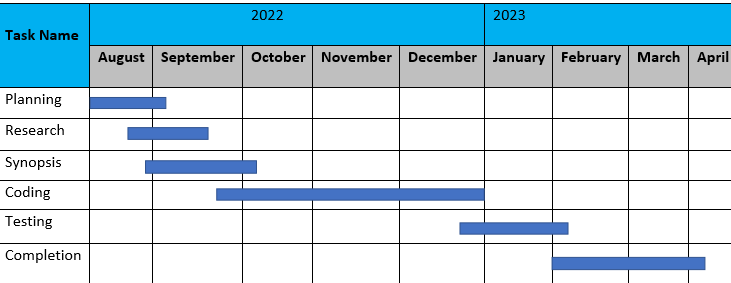 2022 2023
Task Name
August September October November December January February March April
Planning
Research
Synopsis
Coding
Testing
Completion